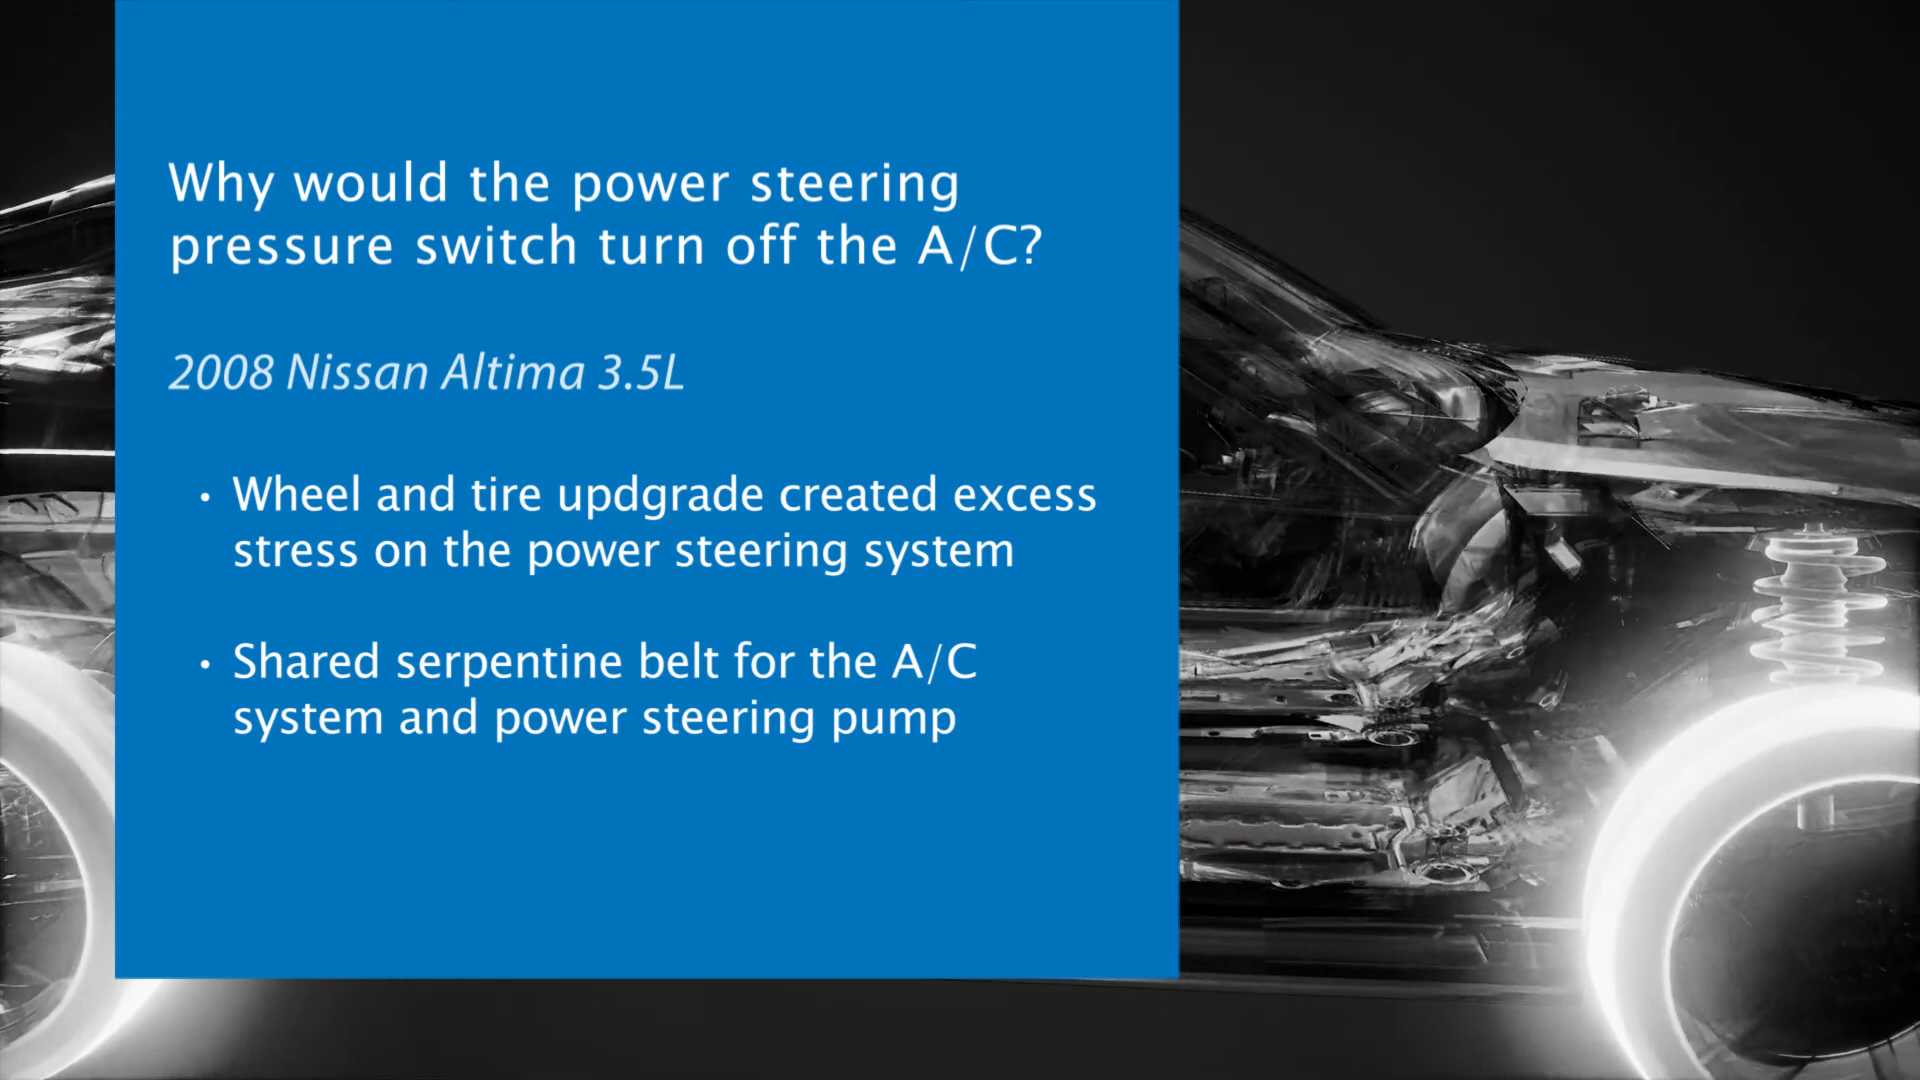 Why would the power steering
pressure switch turn off the A/C?
2008 Nissan Altima 3.5L
• Wheel and tire updgrade created excess
stress on the power steering system
• Shared serpentine belt for the A/C
system and power steering pump